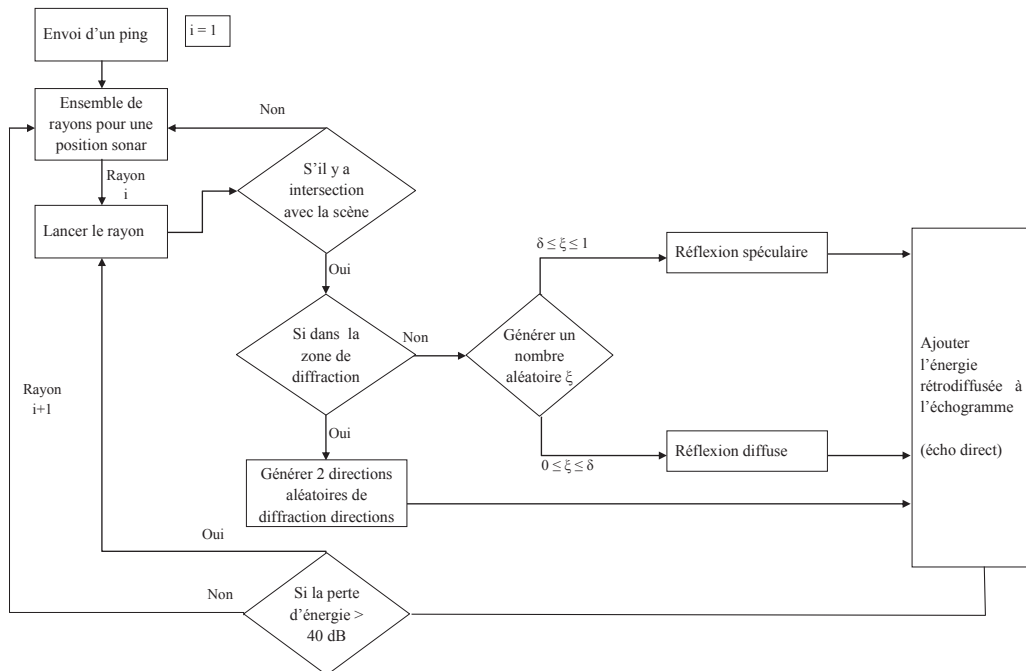 Envoi d'un ping
i = 1
Ensemble de
rayons pour une
position sonar
Non
Rayon
i
Lancer le rayon
S'il y a
intersection
avec la scène
Oui
δ ≤ ξ ≤ 1
Réflexion spéculaire
Si dans la
zone de
diffraction
Non
Générer un
nombre
aléatoire ξ
Ajouter
l'énergie
rétrodiffusée à
l'échogramme
(écho direct)
Rayon
i+1
Oui
0 ≤ ξ ≤ δ
Réflexion diffuse
Générer 2 directions
aléatoires de
diffraction directions
Oui
Non
Si la perte
d'énergie >
40 dB